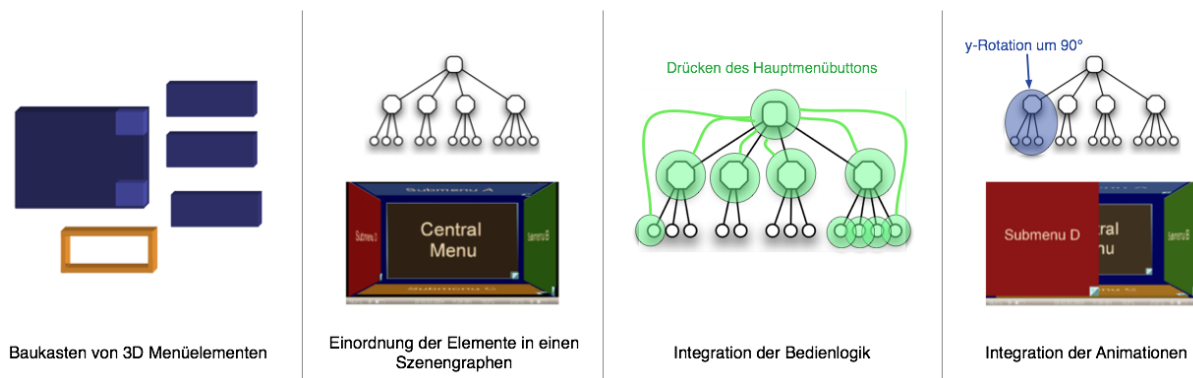 Baukasten von 3D Menüelementen
Submenu A
Central
Menu
Einordnung der Elemente in einen
Szenengraphen
Drücken des Hauptmenübuttons
Integration der Bedienlogik
y-Rotation um 90°
Submenu D
tral
Integration der Animationen